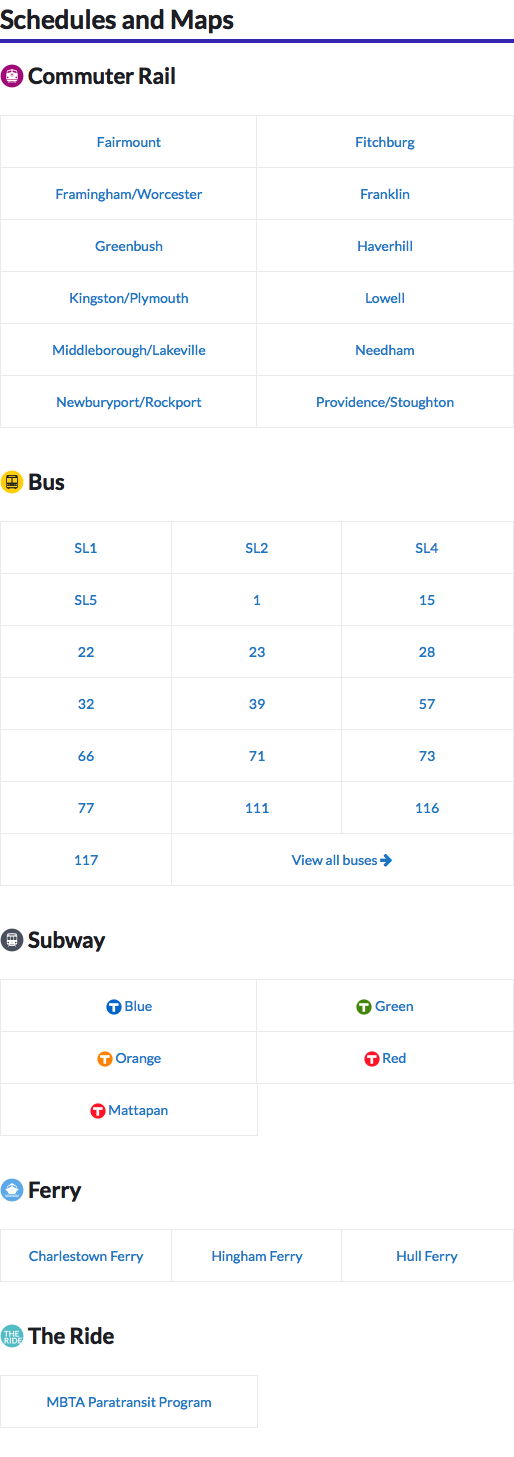 Schedules and Maps
Commuter Rail
Fairmount Fitchburg
Framingham/Worcester Franklin
Greenbush Haverhill
Kingston/Plymouth Lowell
Middleborough/Lakeville Needham
Newburyport/Rockport Providence/Stoughton
Bus
SL1 SL2 SL4
SL5 1 15
22 23 28
32 39 57
66 71 73
77 111 116
117 View all buses
Subway
T Blue T Green
T Orange T Red
T Mattapan
Ferry
Charlestown Ferry Hingham Ferry Hull Ferry
THE
RIDE
The Ride
MBTA Paratransit Program